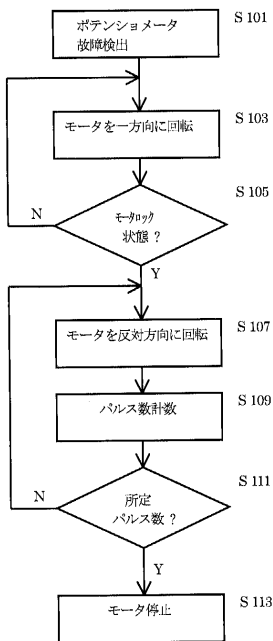 S 101
ポテンショメータ
故障検出
S 103
モータを一方向に回転
S 105
モータロック
状態？
N
Y
S 107
モータを反対方向に回転
S 109
パルス数計数
S 111
所定
パルス数？
N
Y
S 113
モータ停止